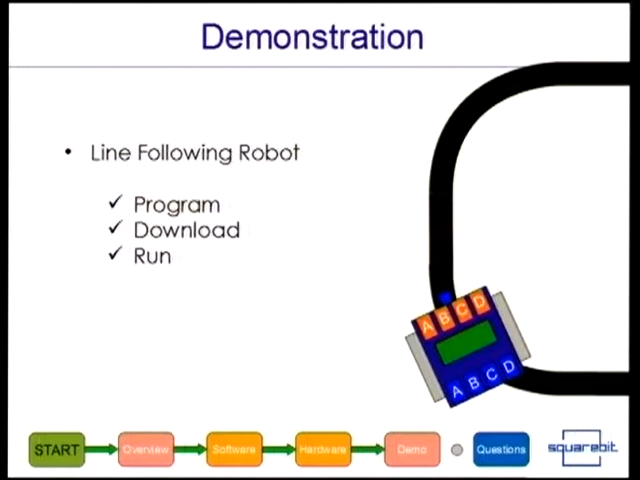 Demonstration
Line Following Robot
Program
Download
Run
A B C D
A B C D
START
Overview
Software
Hardware
Demo
Questions
squarebit